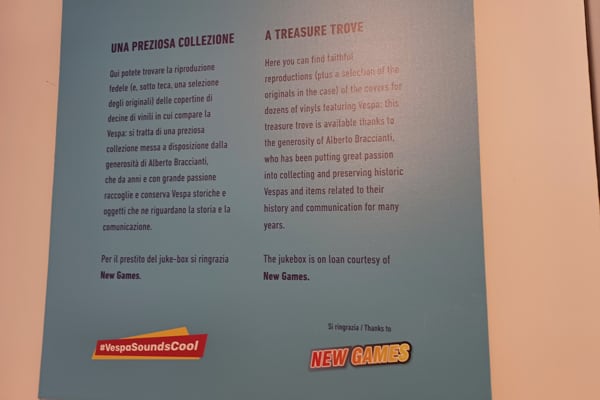 UNA PREZIOSA COLLEZIONE
Qui potete trovare la riproduzione
fedele (e, sotto teca, una selezione
degli originali) delle copertine di
decine di vinili in cui compare la
Vespa: si tratta di una preziosa
collezione messa a disposizione dalla
generosità di Alberto Braccianti,
che da anni e con grande passione
raccoglie e conserva Vespa storiche e
oggetti che ne riguardano la storia e la
comunicazione.
Per il prestito del juke-box si ringrazia
New Games.
#VespaSoundsCool
A TREASURE TROVE
Here you can find faithful
reproductions (plus a selection of the
originals in the case) of the covers for
dozens of vinyls featuring Vespa: this
treasure trove is available thanks to
the generosity of Alberto Braccianti,
who has been putting great passion
into collecting and preserving historic
Vespas and items related to their
history and communication for many
years.
The jukebox is on loan courtesy of
New Games.
Si ringrazia / Thanks to
NEW GAMES